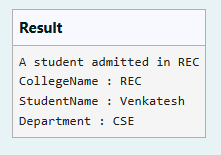 Result
A student admitted in REC
CollegeName : REC
StudentName : Venkatesh
Department : CSE